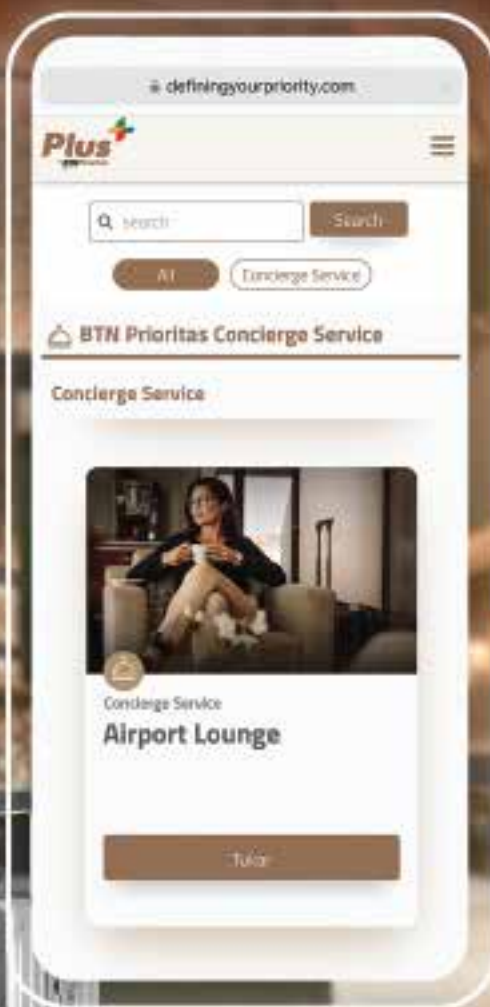 definingyourpriority.com
Plus
search
Search
All
Concierge Service
BTN Prioritas Concierge Service
Concierge Service
Concierge Service
Airport Lounge
Tukar